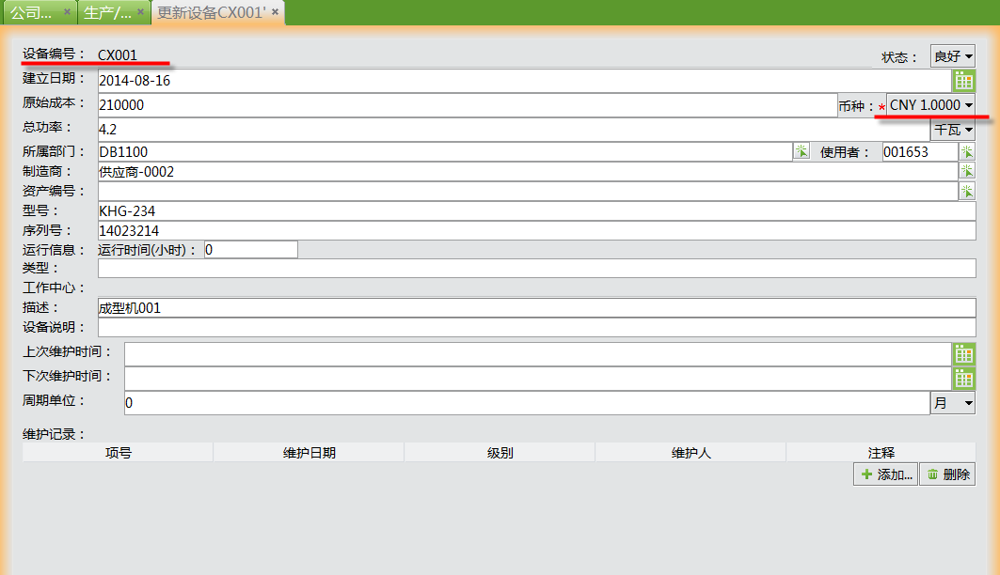 公司... × 生产/... × 更新设备CX001' ×
设备编号： CX001 状态： 良好
建立日期： 2014-08-16
原始成本： 210000 币种：* CNY 1.0000
总功率： 4.2 千瓦
所属部门： DB1100 使用者： 001653
制造商： 供应商-0002
资产编号：
型号： KHG-234
序列号： 14023214
运行信息： 运行时间(小时)： 0
类型：
工作中心：
描述： 成型机001
设备说明：
上次维护时间：
下次维护时间：
周期单位： 0 月
维护记录：
项号 维护日期 级别 维护人 注释
添加... 删除